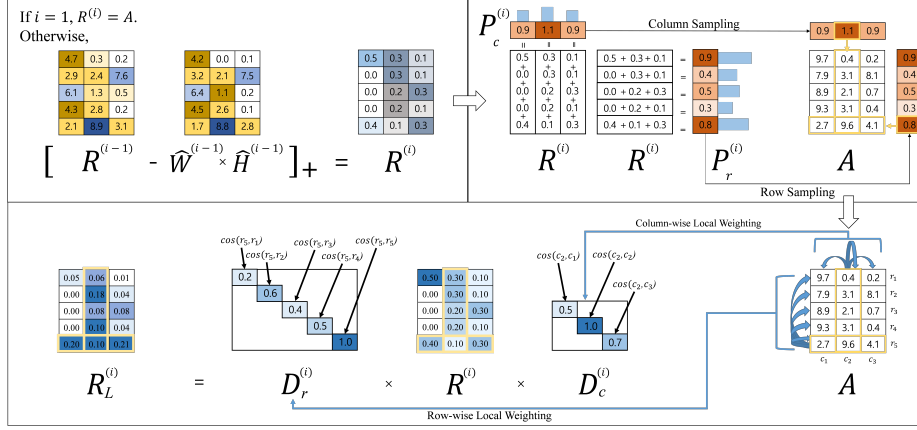 If i = 1, R^(i) = A.
Otherwise,
4.7 0.3 0.2
2.9 2.4 7.6
6.1 1.3 0.5
4.3 2.8 0.2
2.1 8.9 3.1
4.2 0.0 0.1
3.2 2.1 7.5
6.4 1.1 0.2
4.5 2.6 0.1
1.7 8.8 2.8
0.5 0.3 0.1
0.0 0.3 0.1
0.0 0.2 0.3
0.0 0.2 0.1
0.4 0.1 0.3
[ R^(i−1) - Ŵ^(i−1) × Ĥ^(i−1) ]+ = R^(i)
P_c^(i)
0.9 1.1 0.9
Column Sampling
0.9 1.1 0.9
= = =
0.5 0.3 0.1
+ + +
0.0 0.3 0.1
+ + +
0.0 0.2 0.3
+ + +
0.0 0.2 0.1
+ + +
0.4 0.1 0.3
0.5 + 0.3 + 0.1 = 0.9
0.0 + 0.3 + 0.1 = 0.4
0.0 + 0.2 + 0.3 = 0.5
0.0 + 0.2 + 0.1 = 0.3
0.4 + 0.1 + 0.3 = 0.8
9.7 0.4 0.2 0.9
7.9 3.1 8.1 0.4
8.9 2.1 0.7 0.5
9.3 3.1 0.4 0.3
2.7 9.6 4.1 0.8
R^(i) R^(i) P_r^(i) A
Row Sampling
Column-wise Local Weighting
0.05 0.06 0.01
0.00 0.18 0.04
0.00 0.08 0.08
0.00 0.10 0.04
0.20 0.10 0.21
cos(r5,r1)
cos(r5,r2)
cos(r5,r3)
cos(r5,r4)
cos(r5,r5)
0.2
0.6
0.4
0.5
1.0
0.50 0.30 0.10
0.00 0.30 0.10
0.00 0.20 0.30
0.00 0.20 0.10
0.40 0.10 0.30
cos(c2,c1)
cos(c2,c2)
cos(c2,c3)
0.5
1.0
0.7
9.7 0.4 0.2 r1
7.9 3.1 8.1 r2
8.9 2.1 0.7 r3
9.3 3.1 0.4 r4
2.7 9.6 4.1 r5
c1 c2 c3
R_L^(i) = D_r^(i) × R^(i) × D_c^(i) A
Row-wise Local Weighting